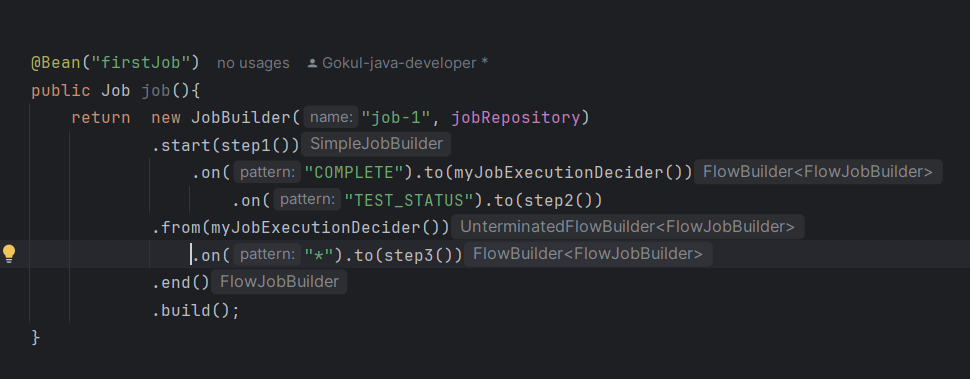 @Bean("firstJob") no usages Gokul-java-developer *
public Job job(){
return new JobBuilder( name: "job-1", jobRepository)
.start(step1()) SimpleJobBuilder
.on( pattern: "COMPLETE").to(myJobExecutionDecider()) FlowBuilder<FlowJobBuilder>
.on( pattern: "TEST_STATUS").to(step2())
.from(myJobExecutionDecider()) UnterminatedFlowBuilder<FlowJobBuilder>
.on( pattern: "*").to(step3()) FlowBuilder<FlowJobBuilder>
.end() FlowJobBuilder
.build();
}